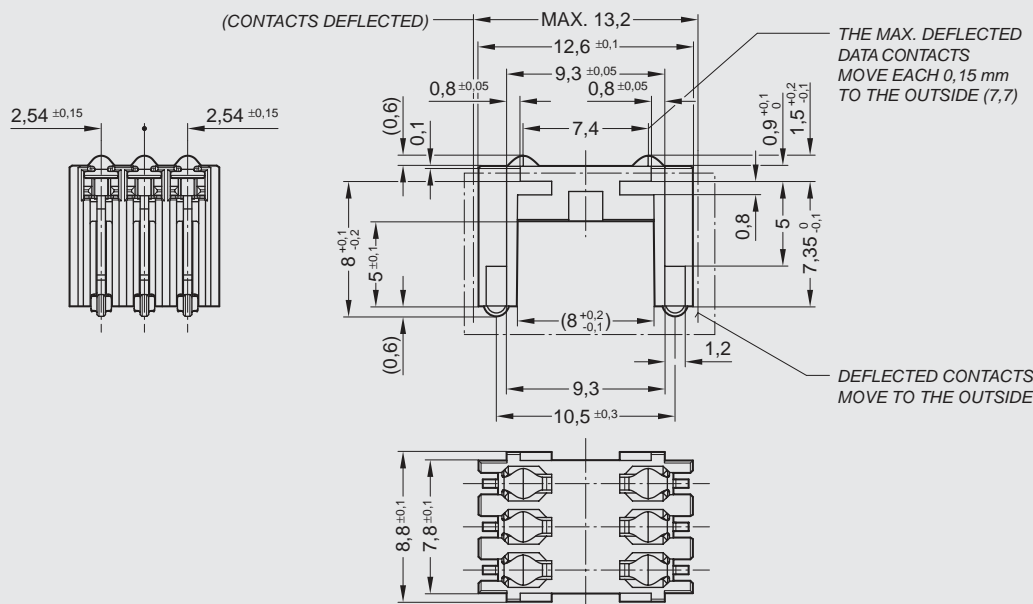 (CONTACTS DEFLECTED)
MAX. 13,2
12,6 ±0,1
9,3 ±0,05
0,8 ±0,05
0,8 ±0,05
7,4
THE MAX. DEFLECTED
DATA CONTACTS
MOVE EACH 0,15 mm
TO THE OUTSIDE (7,7)
2,54 ±0,15
2,54 ±0,15
(0,6)
0,1
0,9 +0,1 0
1,5 +0,2 -0,1
8 +0,1 -0,2
5 ±0,1
0,8
5
7,35 0 -0,1
(0,6)
(8 +0,2 -0,1)
1,2
9,3
10,5 ±0,3
DEFLECTED CONTACTS
MOVE TO THE OUTSIDE
8,8 ±0,1
7,8 ±0,1